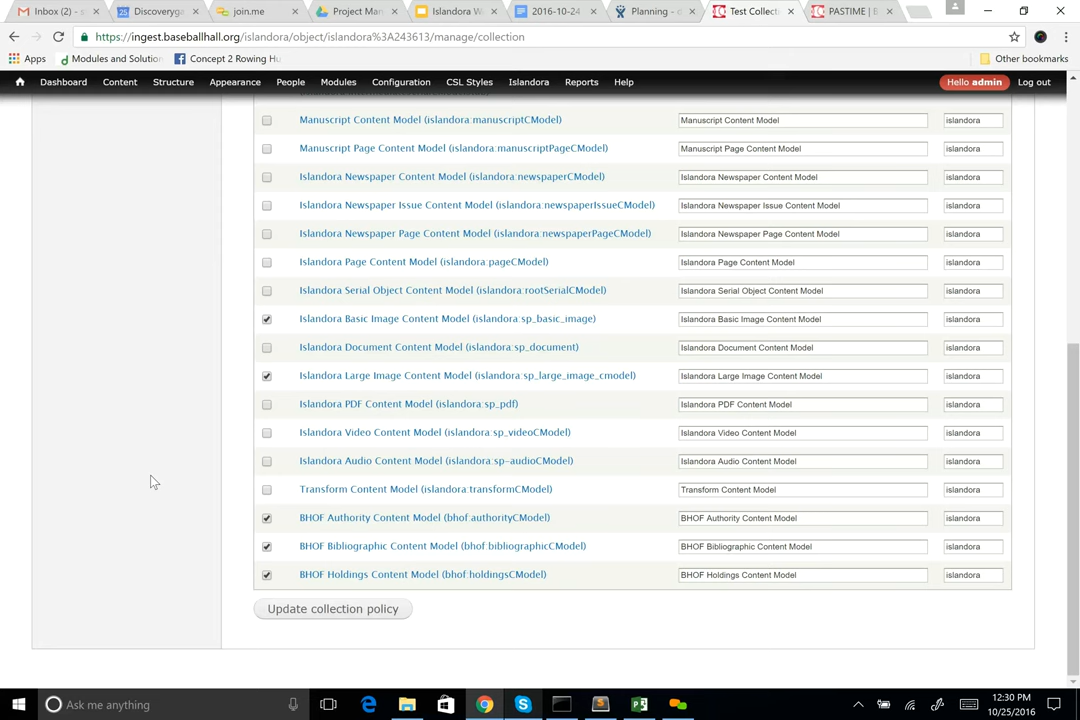 Inbox (2) - s
Discoveryga
join.me
Project Man
Islandora W
2016-10-24
Planning - d
Test Collecti
PASTIME | B
https://ingest.baseballhall.org/islandora/object/islandora%3A243613/manage/collection
Apps
Modules and Solution
Concept 2 Rowing Hu
Other bookmarks
Dashboard
Content
Structure
Appearance
People
Modules
Configuration
CSL Styles
Islandora
Reports
Help
Hello admin
Log out
Manuscript Content Model (islandora:manuscriptCModel) Manuscript Content Model islandora
Manuscript Page Content Model (islandora:manuscriptPageCModel) Manuscript Page Content Model islandora
Islandora Newspaper Content Model (islandora:newspaperCModel) Islandora Newspaper Content Model islandora
Islandora Newspaper Issue Content Model (islandora:newspaperIssueCModel) Islandora Newspaper Issue Content Model islandora
Islandora Newspaper Page Content Model (islandora:newspaperPageCModel) Islandora Newspaper Page Content Model islandora
Islandora Page Content Model (islandora:pageCModel) Islandora Page Content Model islandora
Islandora Serial Object Content Model (islandora:rootSerialCModel) Islandora Serial Object Content Model islandora
Islandora Basic Image Content Model (islandora:sp_basic_image) Islandora Basic Image Content Model islandora
Islandora Document Content Model (islandora:sp_document) Islandora Document Content Model islandora
Islandora Large Image Content Model (islandora:sp_large_image_cmodel) Islandora Large Image Content Model islandora
Islandora PDF Content Model (islandora:sp_pdf) Islandora PDF Content Model islandora
Islandora Video Content Model (islandora:sp_videoCModel) Islandora Video Content Model islandora
Islandora Audio Content Model (islandora:sp-audioCModel) Islandora Audio Content Model islandora
Transform Content Model (islandora:transformCModel) Transform Content Model islandora
BHOF Authority Content Model (bhof:authorityCModel) BHOF Authority Content Model islandora
BHOF Bibliographic Content Model (bhof:bibliographicCModel) BHOF Bibliographic Content Model islandora
BHOF Holdings Content Model (bhof:holdingsCModel) BHOF Holdings Content Model islandora
Update collection policy
Ask me anything
12:30 PM
10/25/2016